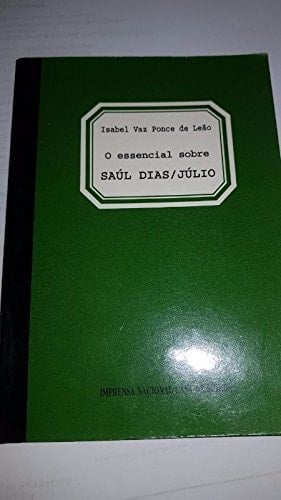 Isabel Vaz Ponce de Leão
O essencial sobre
SAÚL DIAS/JÚLIO
IMPRENSA NACIONAL